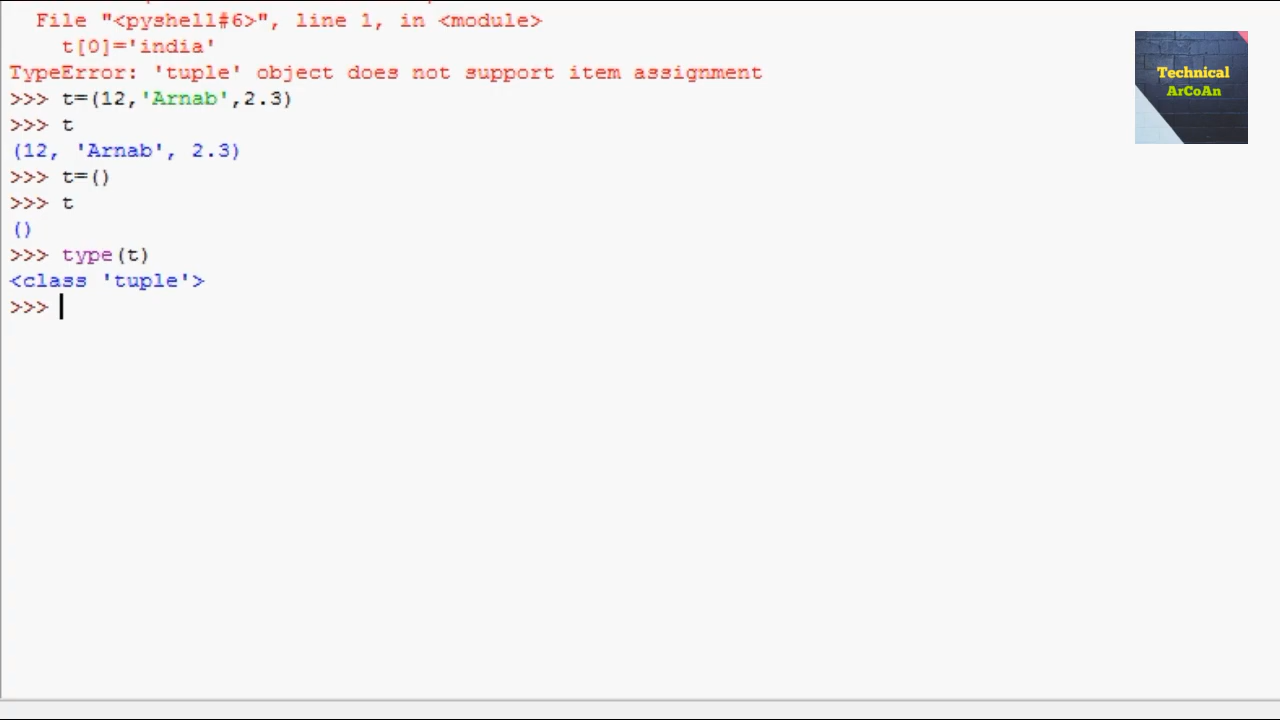 File "<pyshell#6>", line 1, in <module>
t[0]='india'
TypeError: 'tuple' object does not support item assignment
>>> t=(12,'Arnab',2.3)
>>> t
(12, 'Arnab', 2.3)
>>> t=()
>>> t
()
>>> type(t)
<class 'tuple'>
>>>
Technical
ArCoAn